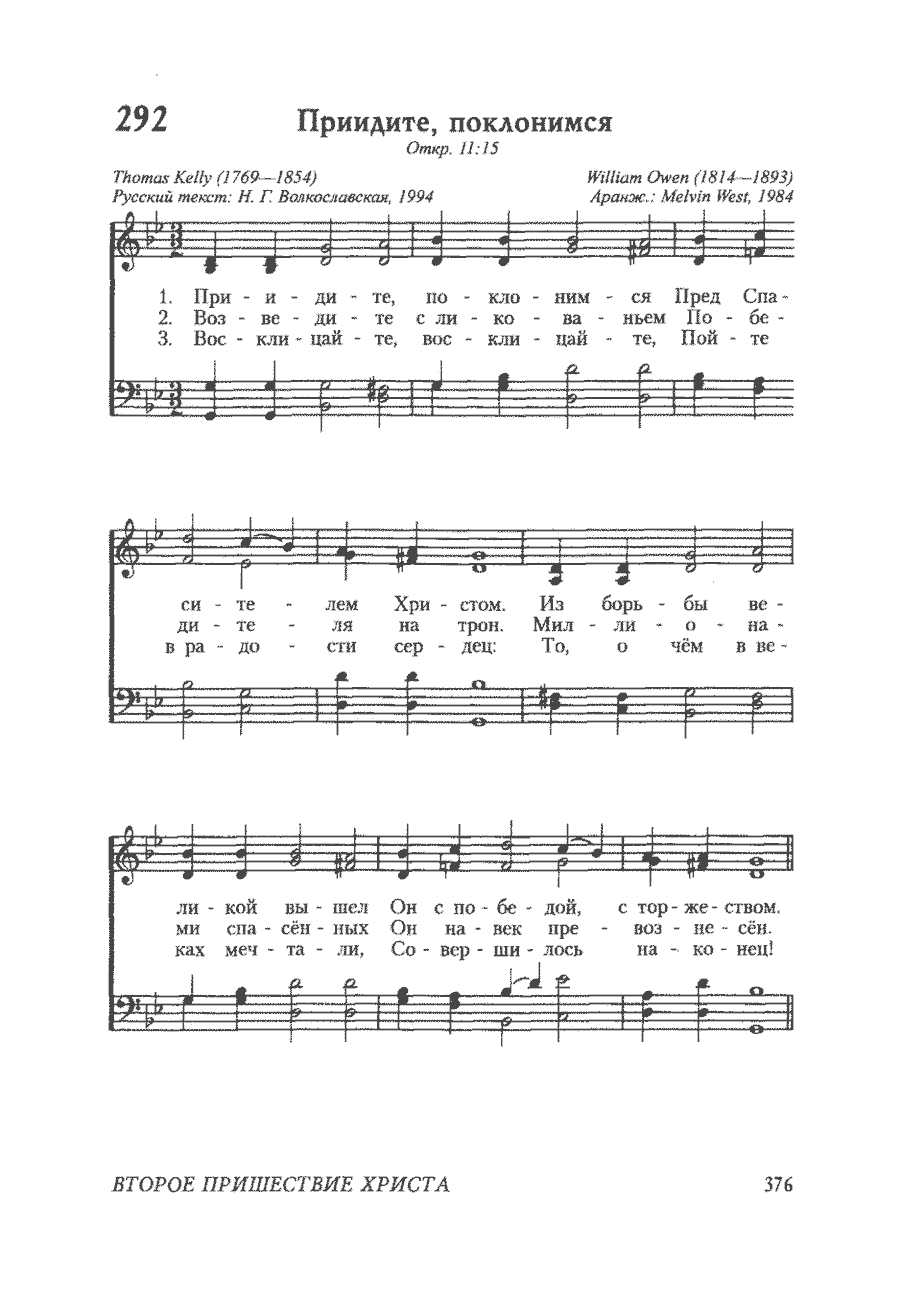 292 Приидите, поклонимся
Откр. 11:15
Thomas Kelly (1769—1854) William Owen (1814—1893)
Русский текст: Н. Г. Волкославская, 1994 Аранж.: Melvin West, 1984
1. При - и - ди - те, по - кло - ним - ся Пред Спа -
2. Воз - ве - ди - те с ли - ко - ва - ньем По - бе -
3. Вос - кли - цай - те, вос - кли - цай - те, Пой - те
си - те - лем Хри - стом. Из борь - бы ве -
ди - те - ля на трон. Мил - ли - о - на -
в ра - до - сти сер - дец: То, о чём в ве -
ли - кой вы - шел Он с по - бе - дой, с тор - же - ством.
ми спа - сён - ных Он на - век пре - воз - не - сён.
ках меч - та - ли, Со - вер - ши - лось на - ко - нец!
ВТОРОЕ ПРИШЕСТВИЕ ХРИСТА 376